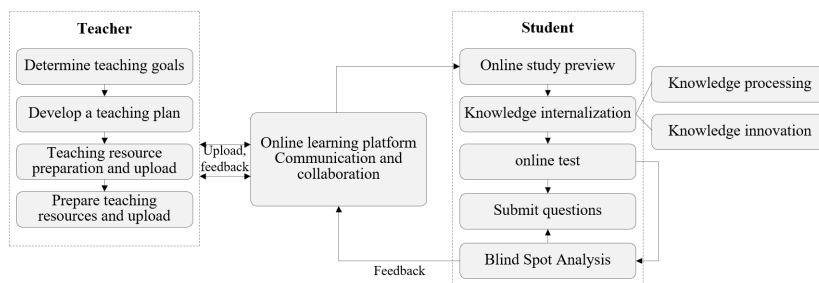 Teacher
Determine teaching goals
Develop a teaching plan
Teaching resource
preparation and upload
Prepare teaching
resources and upload
Upload,
feedback
Online learning platform
Communication and
collaboration
Feedback
Student
Online study preview
Knowledge internalization
online test
Submit questions
Blind Spot Analysis
Knowledge processing
Knowledge innovation